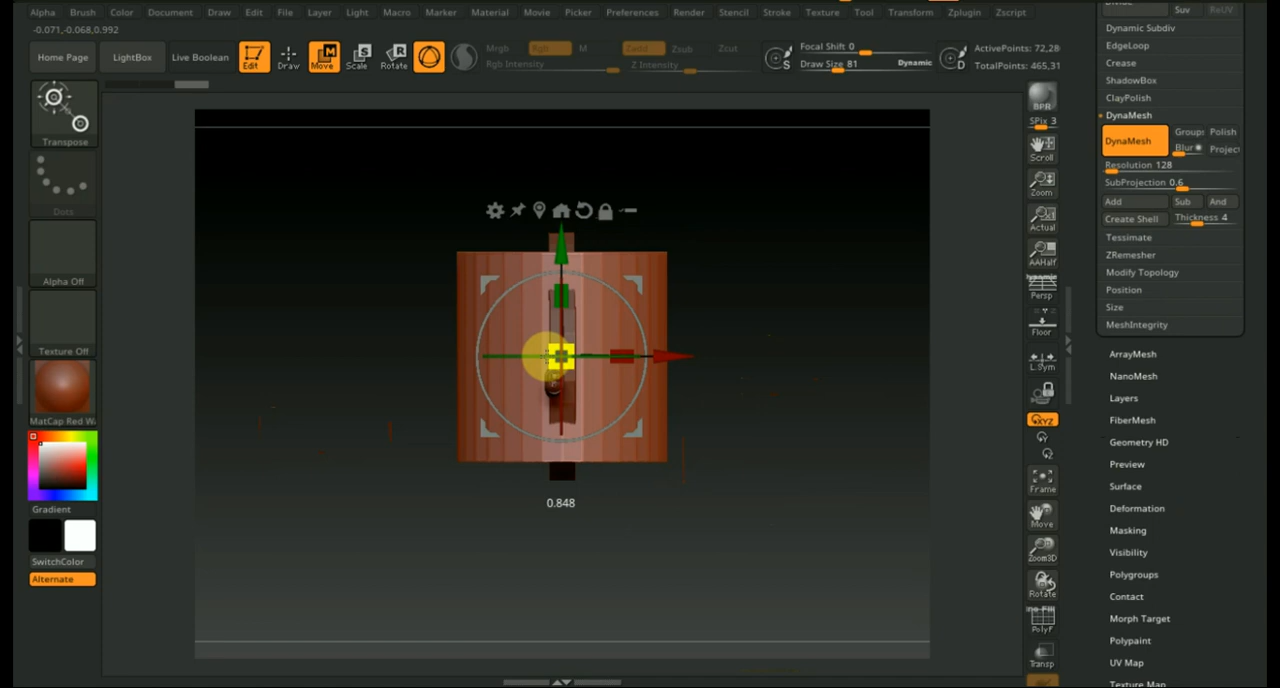 Alpha Brush Color Document Draw Edit File Layer Light Macro Marker Material Movie Picker Preferences Render Stencil Stroke Texture Tool Transform Zplugin Zscript
-0.071,-0.068,0.992
Home Page LightBox Live Boolean Edit Draw Move Scale Rotate
Mrgb Rgb M Zadd Zsub Zcut
Rgb Intensity Z Intensity
Focal Shift 0
Draw Size 81 Dynamic
ActivePoints: 72,28
TotalPoints: 465,31
Transpose
Dots
Alpha Off
Texture Off
MatCap Red W
Gradient
SwitchColor
Alternate
0.848
BPR
SPix 3
Scroll
Zoom
Actual
AAHalf
Persp
Floor
L.Sym
XYZ
Frame
Move
Zoom3D
Rotate
PolyF
Transp
Suv ReUV
Dynamic Subdiv
EdgeLoop
Crease
ShadowBox
ClayPolish
DynaMesh
DynaMesh Groups Polish
Blur Projec
Resolution 128
SubProjection 0.6
Add Sub And
Create Shell Thickness 4
Tessimate
ZRemesher
Modify Topology
Position
Size
MeshIntegrity
ArrayMesh
NanoMesh
Layers
FiberMesh
Geometry HD
Preview
Surface
Deformation
Masking
Visibility
Polygroups
Contact
Morph Target
Polypaint
UV Map
Texture Map